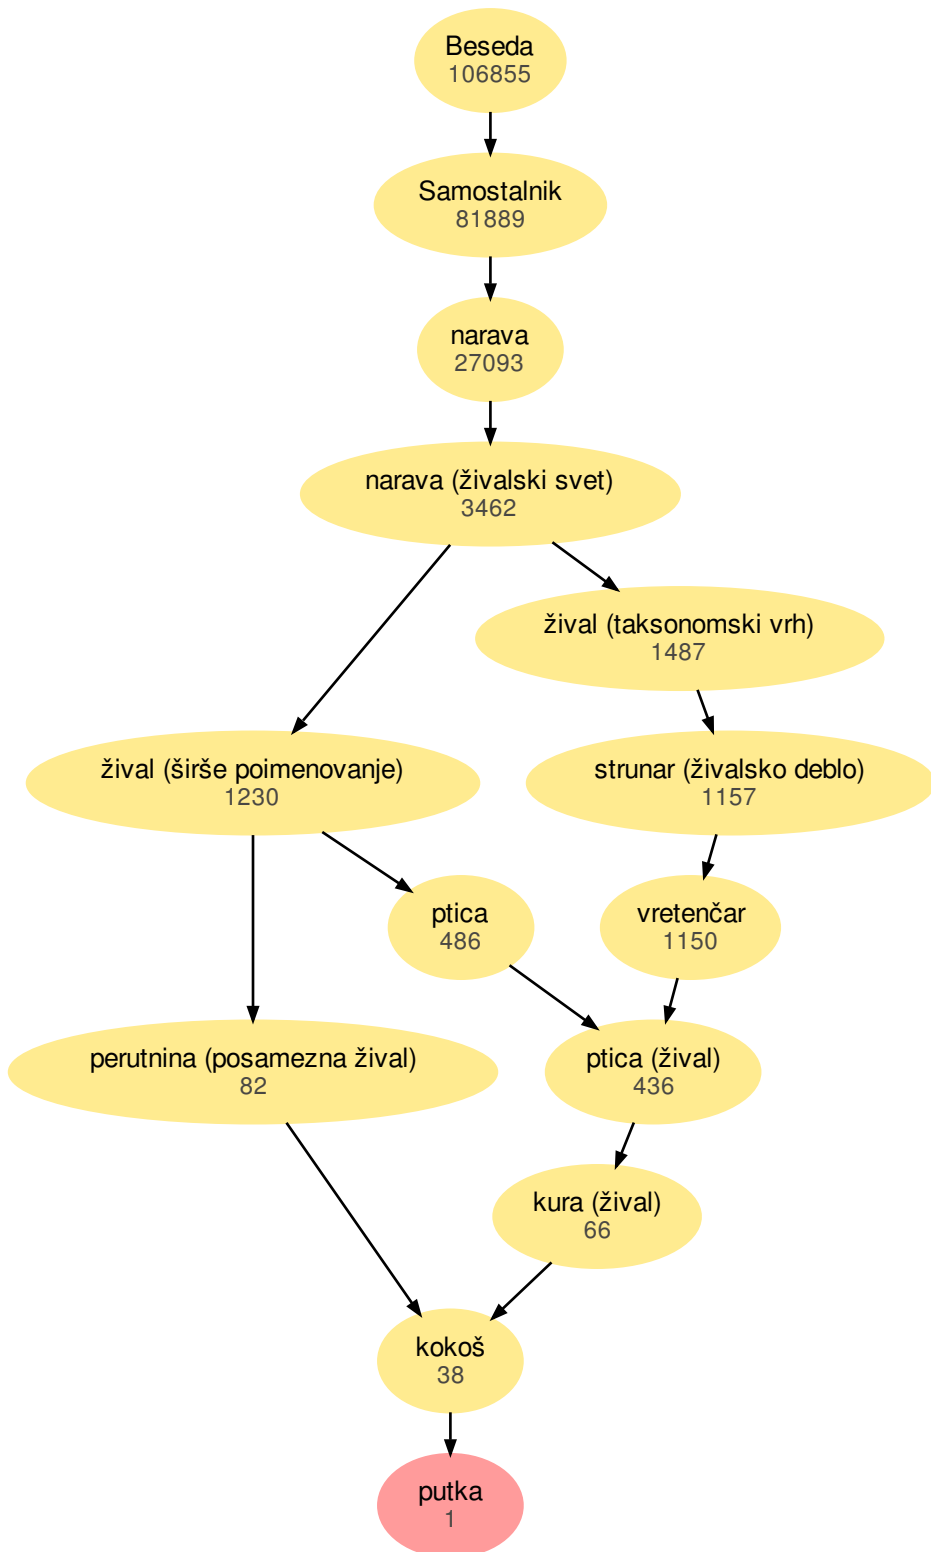 Beseda
106855
Samostalnik
81889
narava
27093
narava (živalski svet)
3462
žival (taksonomski vrh)
1487
žival (širše poimenovanje)
1230
strunar (živalsko deblo)
1157
ptica
486
vretenčar
1150
perutnina (posamezna žival)
82
ptica (žival)
436
kura (žival)
66
kokoš
38
putka
1